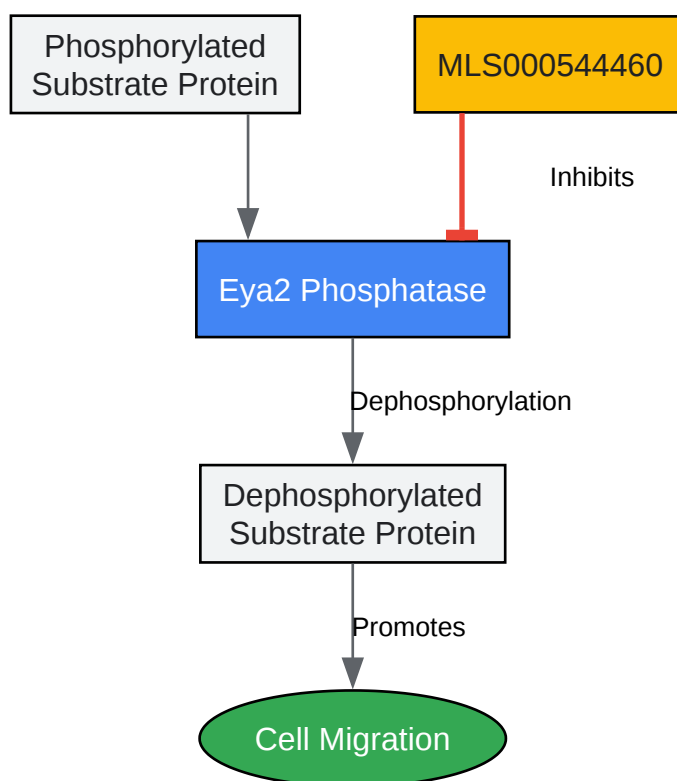 Phosphorylated
Substrate Protein
MLS000544460
Inhibits
Eya2 Phosphatase
Dephosphorylation
Dephosphorylated
Substrate Protein
Promotes
Cell Migration